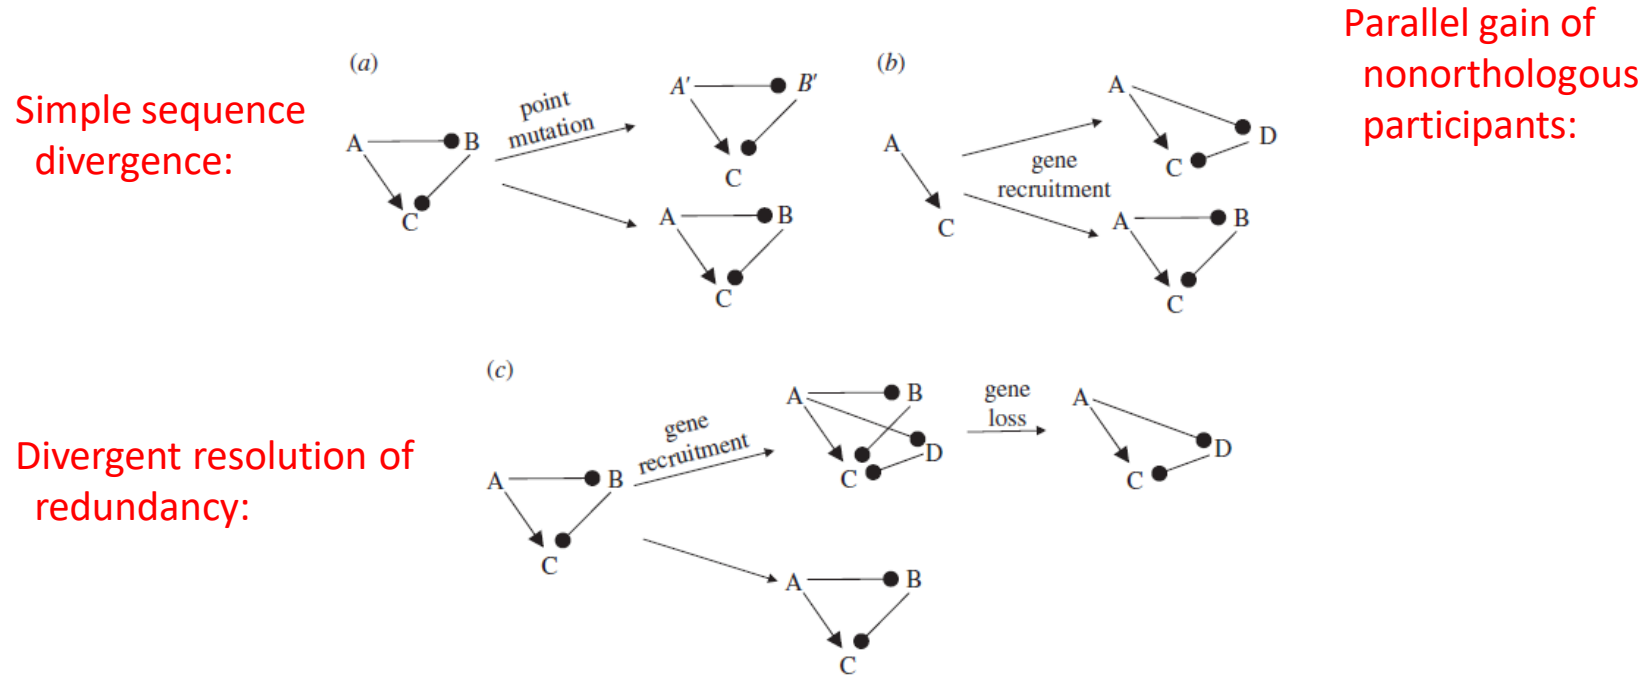 Simple sequence
divergence:
(a)
A
B
C
point
mutation
A'
B'
C
A
B
C
(b)
A
C
gene
recruitment
A
D
C
A
B
C
Parallel gain of
nonorthologous
participants:
Divergent resolution of
redundancy:
(c)
A
B
C
gene
recruitment
A
B
D
C
gene
loss
A
D
C
A
B
C